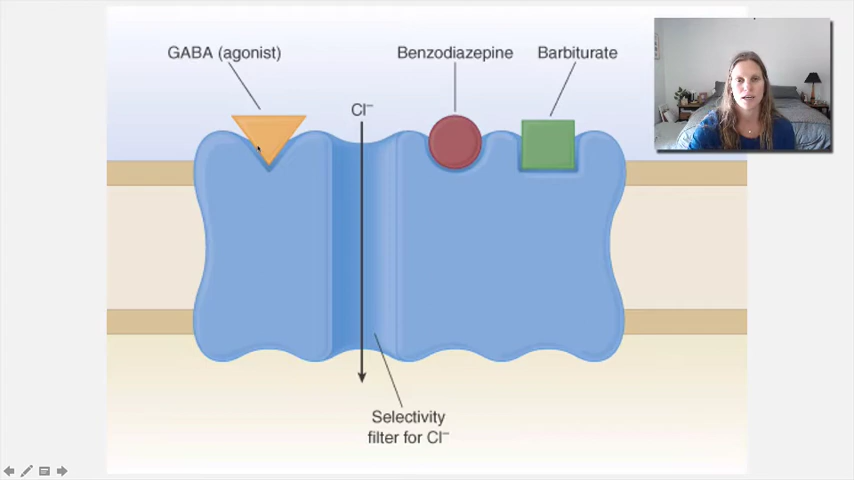 GABA (agonist)
Benzodiazepine
Barbiturate
Cl⁻
Selectivity
filter for Cl⁻